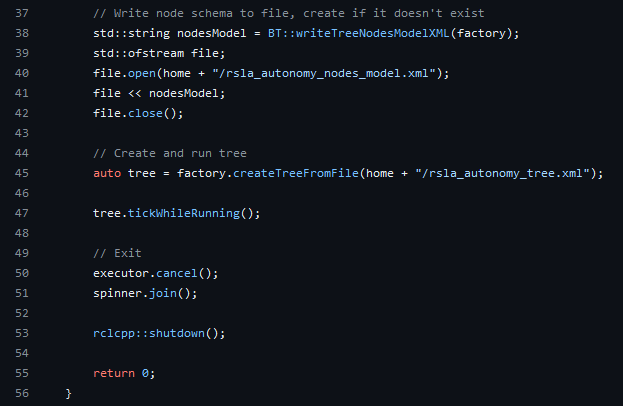 37 // Write node schema to file, create if it doesn't exist
38 std::string nodesModel = BT::writeTreeNodesModelXML(factory);
39 std::ofstream file;
40 file.open(home + "/rsla_autonomy_nodes_model.xml");
41 file << nodesModel;
42 file.close();
43
44 // Create and run tree
45 auto tree = factory.createTreeFromFile(home + "/rsla_autonomy_tree.xml");
46
47 tree.tickWhileRunning();
48
49 // Exit
50 executor.cancel();
51 spinner.join();
52
53 rclcpp::shutdown();
54
55 return 0;
56 }